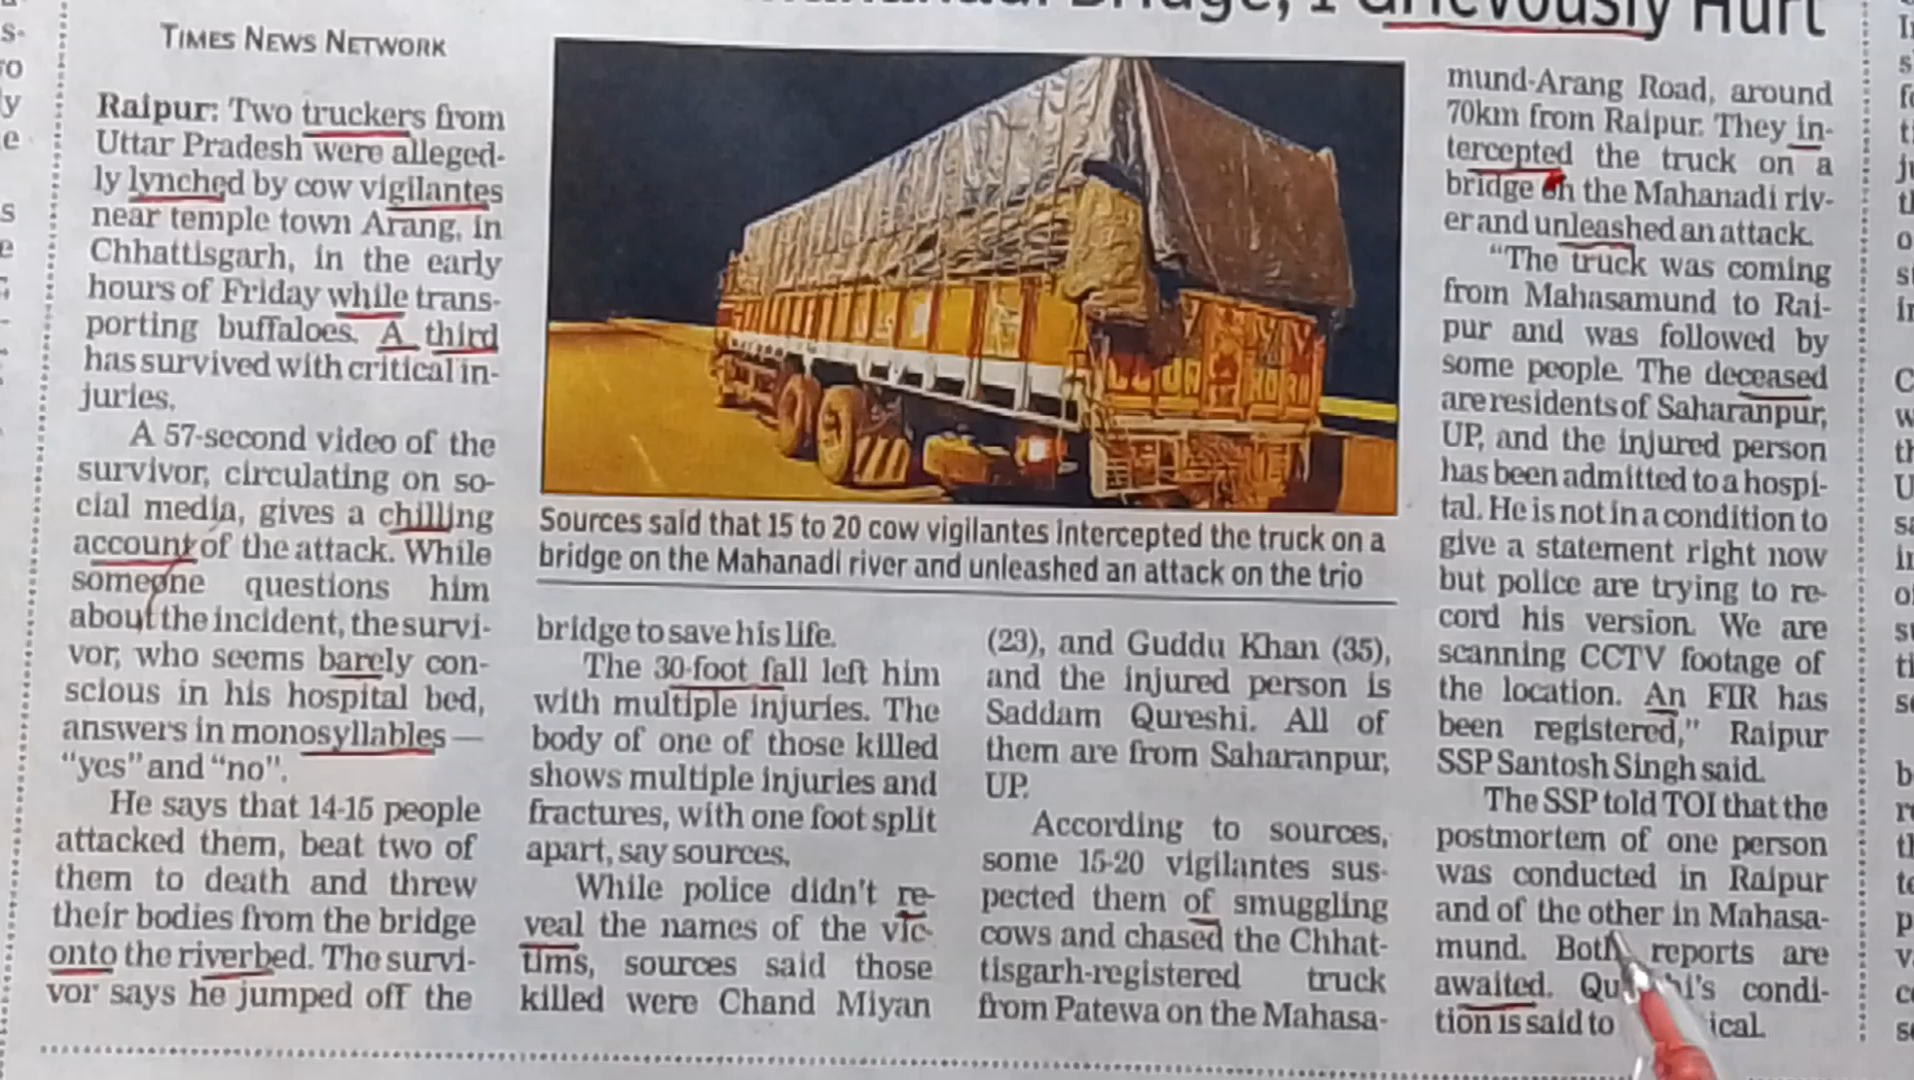 Bridge, 1 Grievously Hurt
TIMES NEWS NETWORK
Raipur: Two truckers from
Uttar Pradesh were alleged-
ly lynched by cow vigilantes
near temple town Arang, in
Chhattisgarh, in the early
hours of Friday while trans-
porting buffaloes. A third
has survived with critical in-
juries.
A 57-second video of the
survivor, circulating on so-
cial media, gives a chilling
account of the attack. While
someone questions him
about the incident, the survi-
vor, who seems barely con-
scious in his hospital bed,
answers in monosyllables —
"yes" and "no".
He says that 14-15 people
attacked them, beat two of
them to death and threw
their bodies from the bridge
onto the riverbed. The survi-
vor says he jumped off the
Sources said that 15 to 20 cow vigilantes intercepted the truck on a
bridge on the Mahanadi river and unleashed an attack on the trio
bridge to save his life.
The 30-foot fall left him
with multiple injuries. The
body of one of those killed
shows multiple injuries and
fractures, with one foot split
apart, say sources.
While police didn't re-
veal the names of the vic-
tims, sources said those
killed were Chand Miyan
(23), and Guddu Khan (35),
and the injured person is
Saddam Qureshi. All of
them are from Saharanpur,
UP.
According to sources,
some 15-20 vigilantes sus-
pected them of smuggling
cows and chased the Chhat-
tisgarh-registered truck
from Patewa on the Mahasa-
mund-Arang Road, around
70km from Raipur. They in-
tercepted the truck on a
bridge on the Mahanadi riv-
er and unleashed an attack.
"The truck was coming
from Mahasamund to Rai-
pur and was followed by
some people. The deceased
are residents of Saharanpur,
UP, and the injured person
has been admitted to a hospi-
tal. He is not in a condition to
give a statement right now
but police are trying to re-
cord his version. We are
scanning CCTV footage of
the location. An FIR has
been registered," Raipur
SSP Santosh Singh said.
The SSP told TOI that the
postmortem of one person
was conducted in Raipur
and of the other in Mahasa-
mund. Both reports are
awaited. condi-
tion is said to